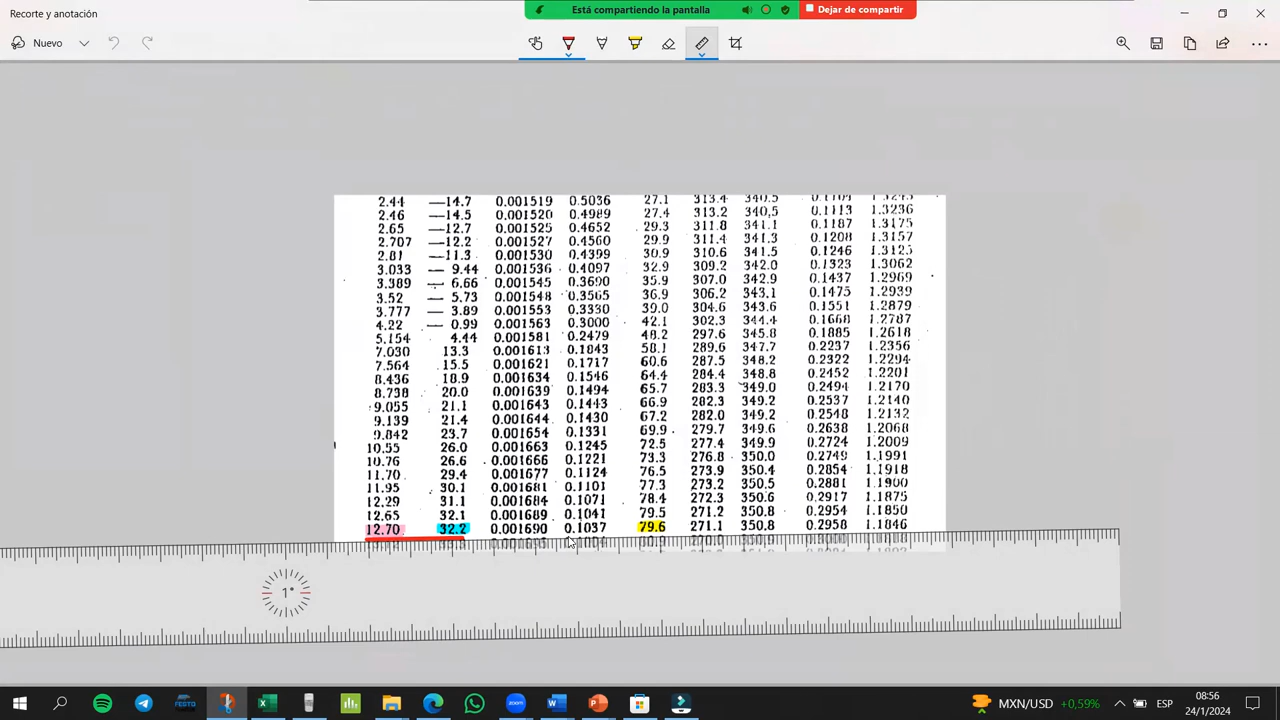 Recorte y anotación
Está compartiendo la pantalla
Dejar de compartir
Nuevo
2.44 —14.7 0.001519 0.5036 27.1 313.4 340.5 0.1104 1.3243
2.46 —14.5 0.001520 0.4989 27.4 313.2 340.5 0.1113 1.3236
2.65 —12.7 0.001525 0.4652 29.3 311.8 341.1 0.1187 1.3175
2.707 —12.2 0.001527 0.4560 29.9 311.4 341.3 0.1208 1.3157
2.81 —11.3 0.001530 0.4399 30.9 310.6 341.5 0.1246 1.3125
3.033 — 9.44 0.001536 0.4097 32.9 309.2 342.0 0.1323 1.3062
3.389 — 6.66 0.001545 0.3690 35.9 307.0 342.9 0.1437 1.2969
3.52 — 5.73 0.001548 0.3565 36.9 306.2 343.1 0.1475 1.2939
3.777 — 3.89 0.001553 0.3330 39.0 304.6 343.6 0.1551 1.2879
4.22 — 0.99 0.001563 0.3000 42.1 302.3 344.4 0.1668 1.2787
5.154 4.44 0.001581 0.2479 48.2 297.6 345.8 0.1885 1.2618
7.030 13.3 0.001613 0.1843 58.1 289.6 347.7 0.2237 1.2356
7.564 15.5 0.001621 0.1717 60.6 287.5 348.2 0.2322 1.2294
8.436 18.9 0.001634 0.1546 64.4 284.4 348.8 0.2452 1.2201
8.738 20.0 0.001639 0.1494 65.7 283.3 349.0 0.2494 1.2170
9.055 21.1 0.001643 0.1443 66.9 282.3 349.2 0.2537 1.2140
9.139 21.4 0.001644 0.1430 67.2 282.0 349.2 0.2548 1.2132
9.842 23.7 0.001654 0.1331 69.9 279.7 349.6 0.2638 1.2068
10.55 26.0 0.001663 0.1245 72.5 277.4 349.9 0.2724 1.2009
10.76 26.6 0.001666 0.1221 73.3 276.8 350.0 0.2749 1.1991
11.70 29.4 0.001677 0.1124 76.5 273.9 350.4 0.2854 1.1918
11.95 30.1 0.001681 0.1101 77.3 273.2 350.5 0.2881 1.1900
12.29 31.1 0.001684 0.1071 78.4 272.3 350.6 0.2917 1.1875
12.65 32.1 0.001689 0.1041 79.5 271.2 350.8 0.2954 1.1850
12.70 32.2 0.001690 0.1037 79.6 271.1 350.8 0.2958 1.1846
1°
FESTO
zoom
MXN/USD +0,59%
ESP
08:56
24/1/2024